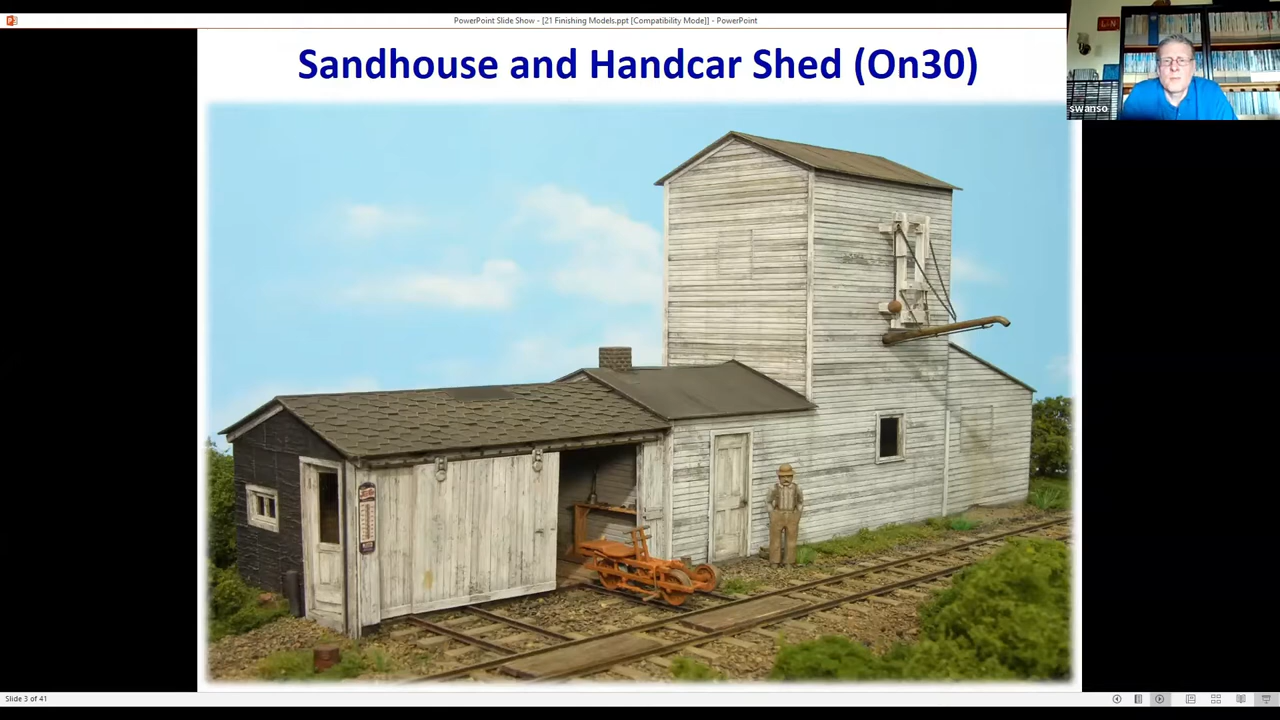 PowerPoint Slide Show - [21 Finishing Models.ppt [Compatibility Mode]] - PowerPoint
Sandhouse and Handcar Shed (On30)
swanso
Slide 3 of 41